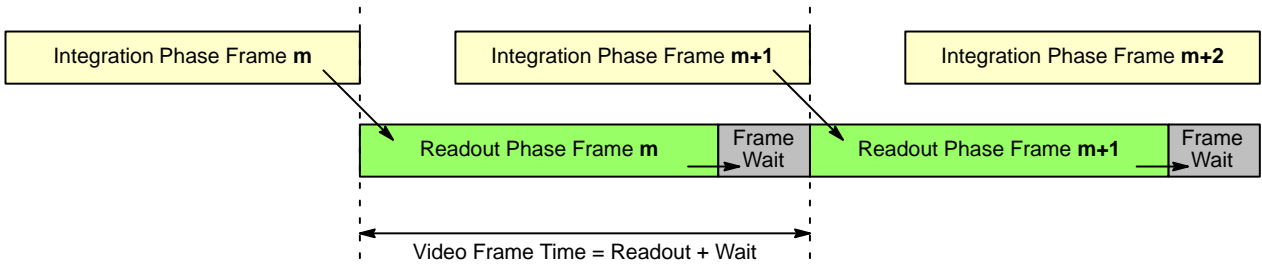 Integration Phase Frame m
Integration Phase Frame m+1
Integration Phase Frame m+2
Readout Phase Frame m
Frame
Wait
Readout Phase Frame m+1
Frame
Wait
Video Frame Time = Readout + Wait